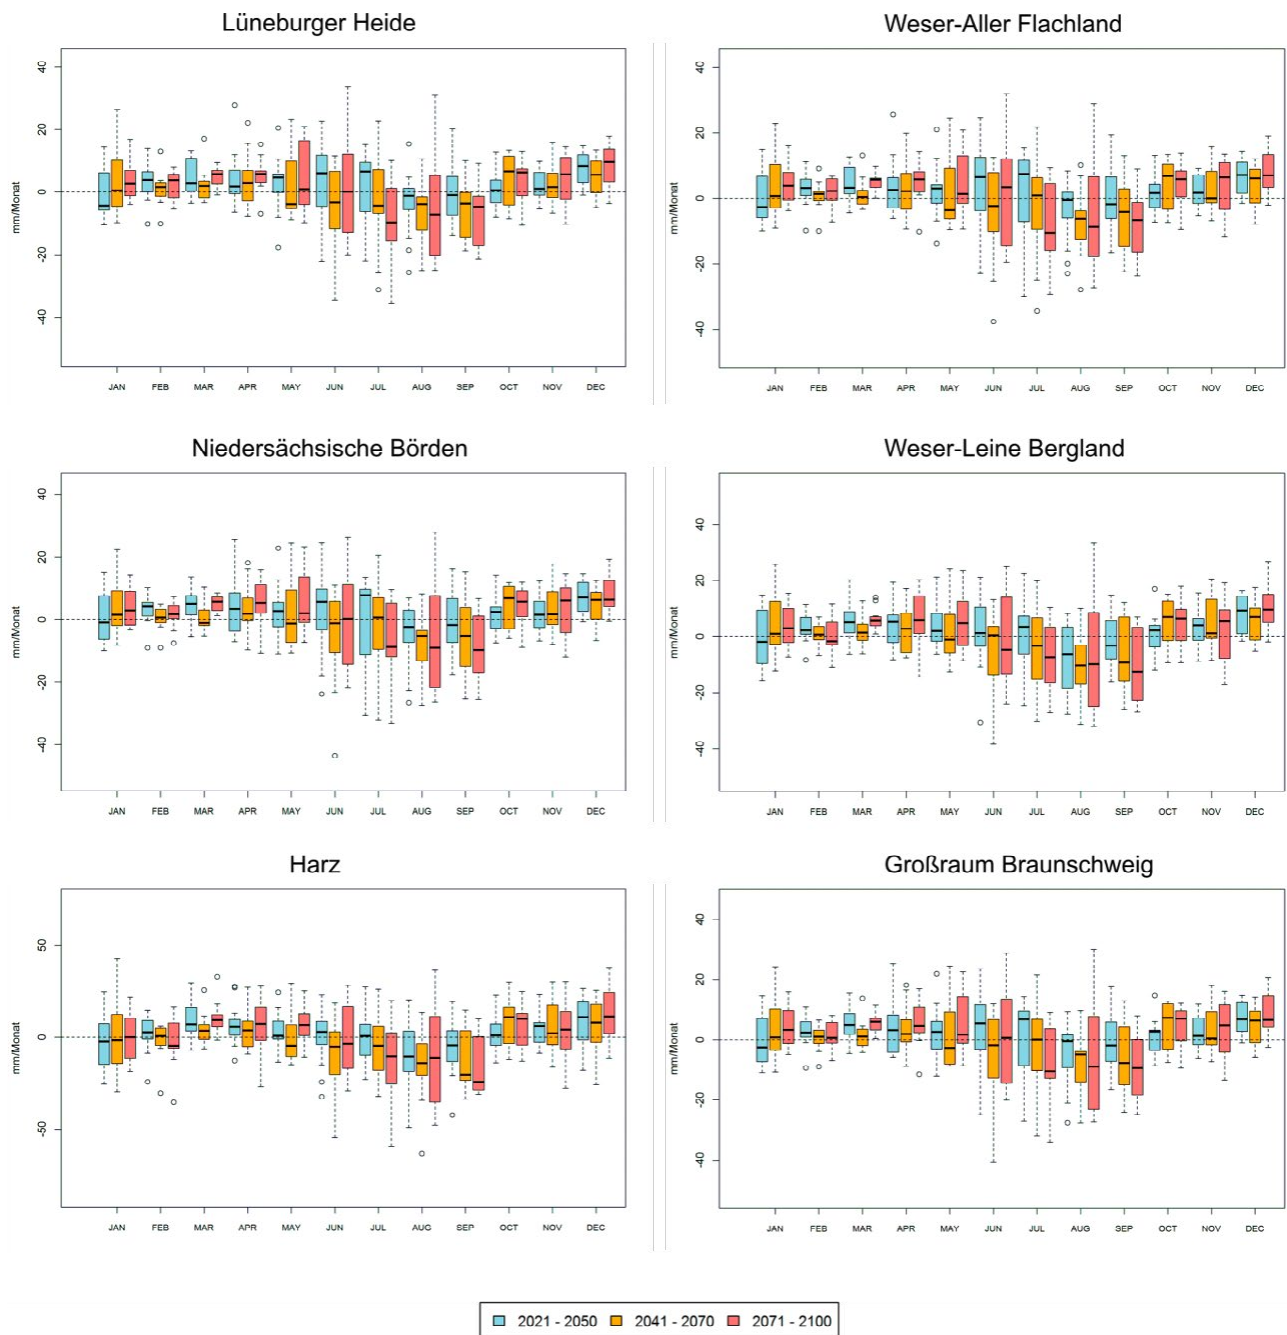 Lüneburger Heide
mm/Monat
40
20
0
-20
-40
JAN FEB MAR APR MAY JUN JUL AUG SEP OCT NOV DEC
Weser-Aller Flachland
mm/Monat
40
20
0
-20
-40
JAN FEB MAR APR MAY JUN JUL AUG SEP OCT NOV DEC
Niedersächsische Börden
mm/Monat
40
20
0
-20
-40
JAN FEB MAR APR MAY JUN JUL AUG SEP OCT NOV DEC
Weser-Leine Bergland
mm/Monat
40
20
0
-20
-40
JAN FEB MAR APR MAY JUN JUL AUG SEP OCT NOV DEC
Harz
mm/Monat
50
0
-50
JAN FEB MAR APR MAY JUN JUL AUG SEP OCT NOV DEC
Großraum Braunschweig
mm/Monat
40
20
0
-20
-40
JAN FEB MAR APR MAY JUN JUL AUG SEP OCT NOV DEC
2021 - 2050 2041 - 2070 2071 - 2100